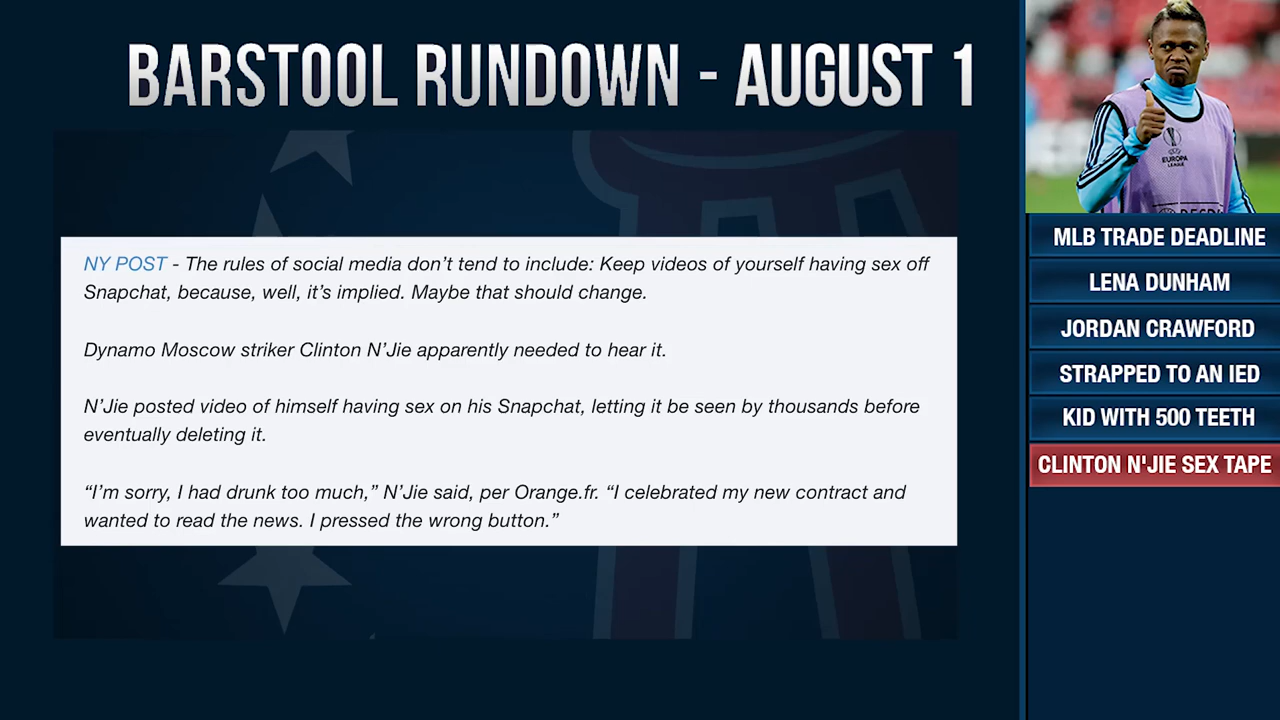 BARSTOOL RUNDOWN - AUGUST 1
NY POST - The rules of social media don’t tend to include: Keep videos of yourself having sex off
Snapchat, because, well, it’s implied. Maybe that should change.
Dynamo Moscow striker Clinton N’Jie apparently needed to hear it.
N’Jie posted video of himself having sex on his Snapchat, letting it be seen by thousands before
eventually deleting it.
“I’m sorry, I had drunk too much,” N’Jie said, per Orange.fr. “I celebrated my new contract and
wanted to read the news. I pressed the wrong button.”
EUROPA
LEAGUE
MLB TRADE DEADLINE
LENA DUNHAM
JORDAN CRAWFORD
STRAPPED TO AN IED
KID WITH 500 TEETH
CLINTON N'JIE SEX TAPE